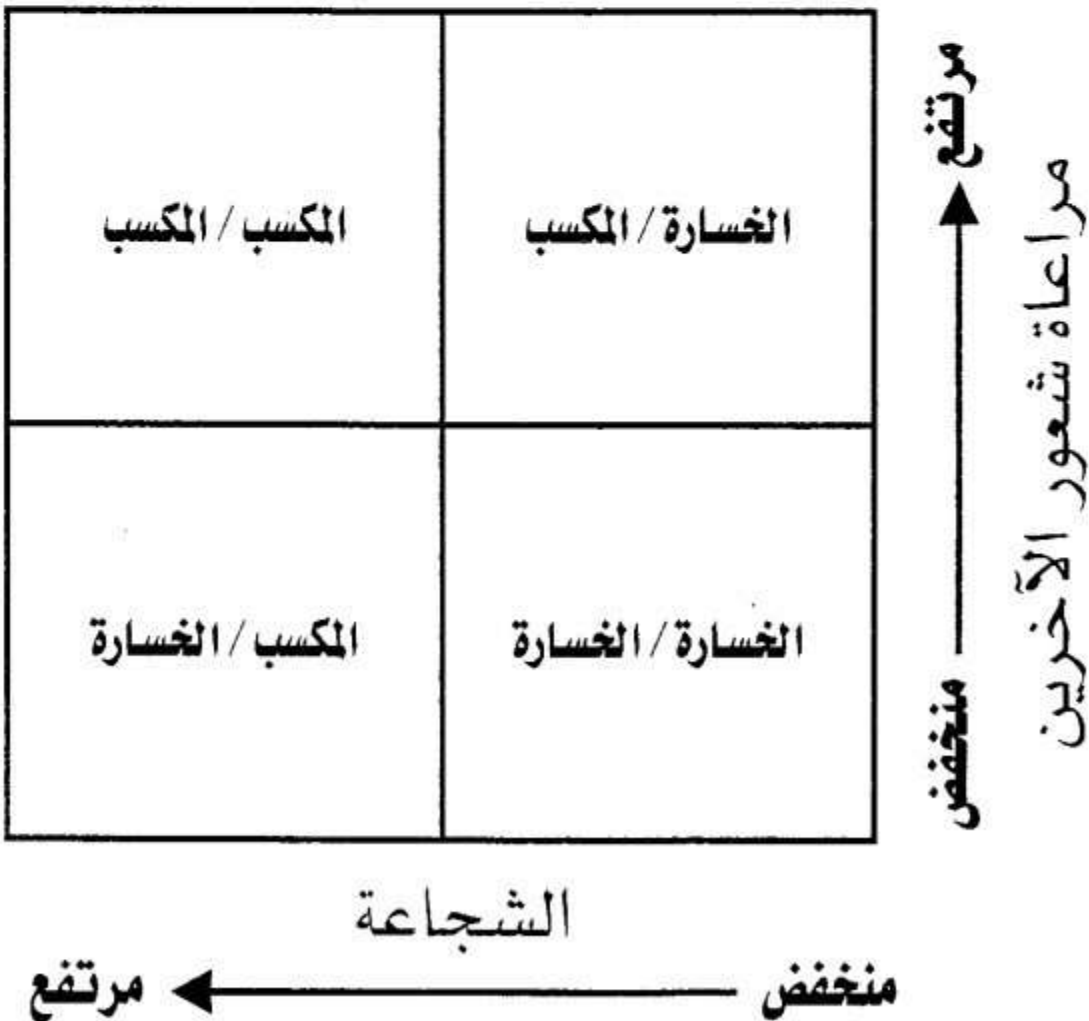 مرتفع
مراعاة شعور الآخرين
منخفض
الخسارة / المكسب
المكسب / المكسب
الخسارة / الخسارة
المكسب / الخسارة
الشجاعة
منخفض
مرتفع